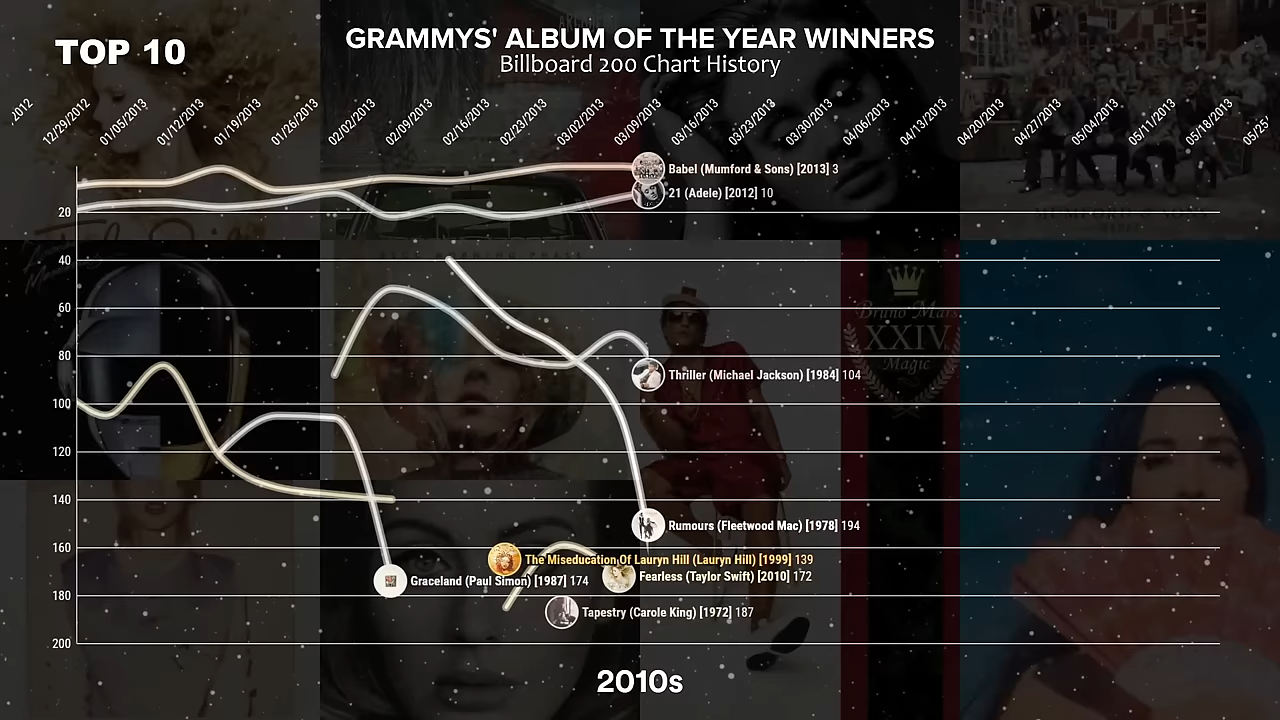 TOP 10
GRAMMYS' ALBUM OF THE YEAR WINNERS
Billboard 200 Chart History
12/29/2012
01/05/2013
01/12/2013
01/19/2013
01/26/2013
02/02/2013
02/09/2013
02/16/2013
02/23/2013
03/02/2013
03/09/2013
03/16/2013
03/23/2013
03/30/2013
04/06/2013
04/13/2013
04/20/2013
04/27/2013
05/04/2013
05/11/2013
05/18/2013
05/25
Babel (Mumford & Sons) [2013] 3
21 (Adele) [2012] 10
20
40
60
Bruno Mars
XXIV
Magic
80
Thriller (Michael Jackson) [1984] 104
100
120
140
Rumours (Fleetwood Mac) [1978] 194
160
The Miseducation Of Lauryn Hill (Lauryn Hill) [1999] 139
Fearless (Taylor Swift) [2010] 172
Graceland (Paul Simon) [1987] 174
180
Tapestry (Carole King) [1972] 187
200
2010s